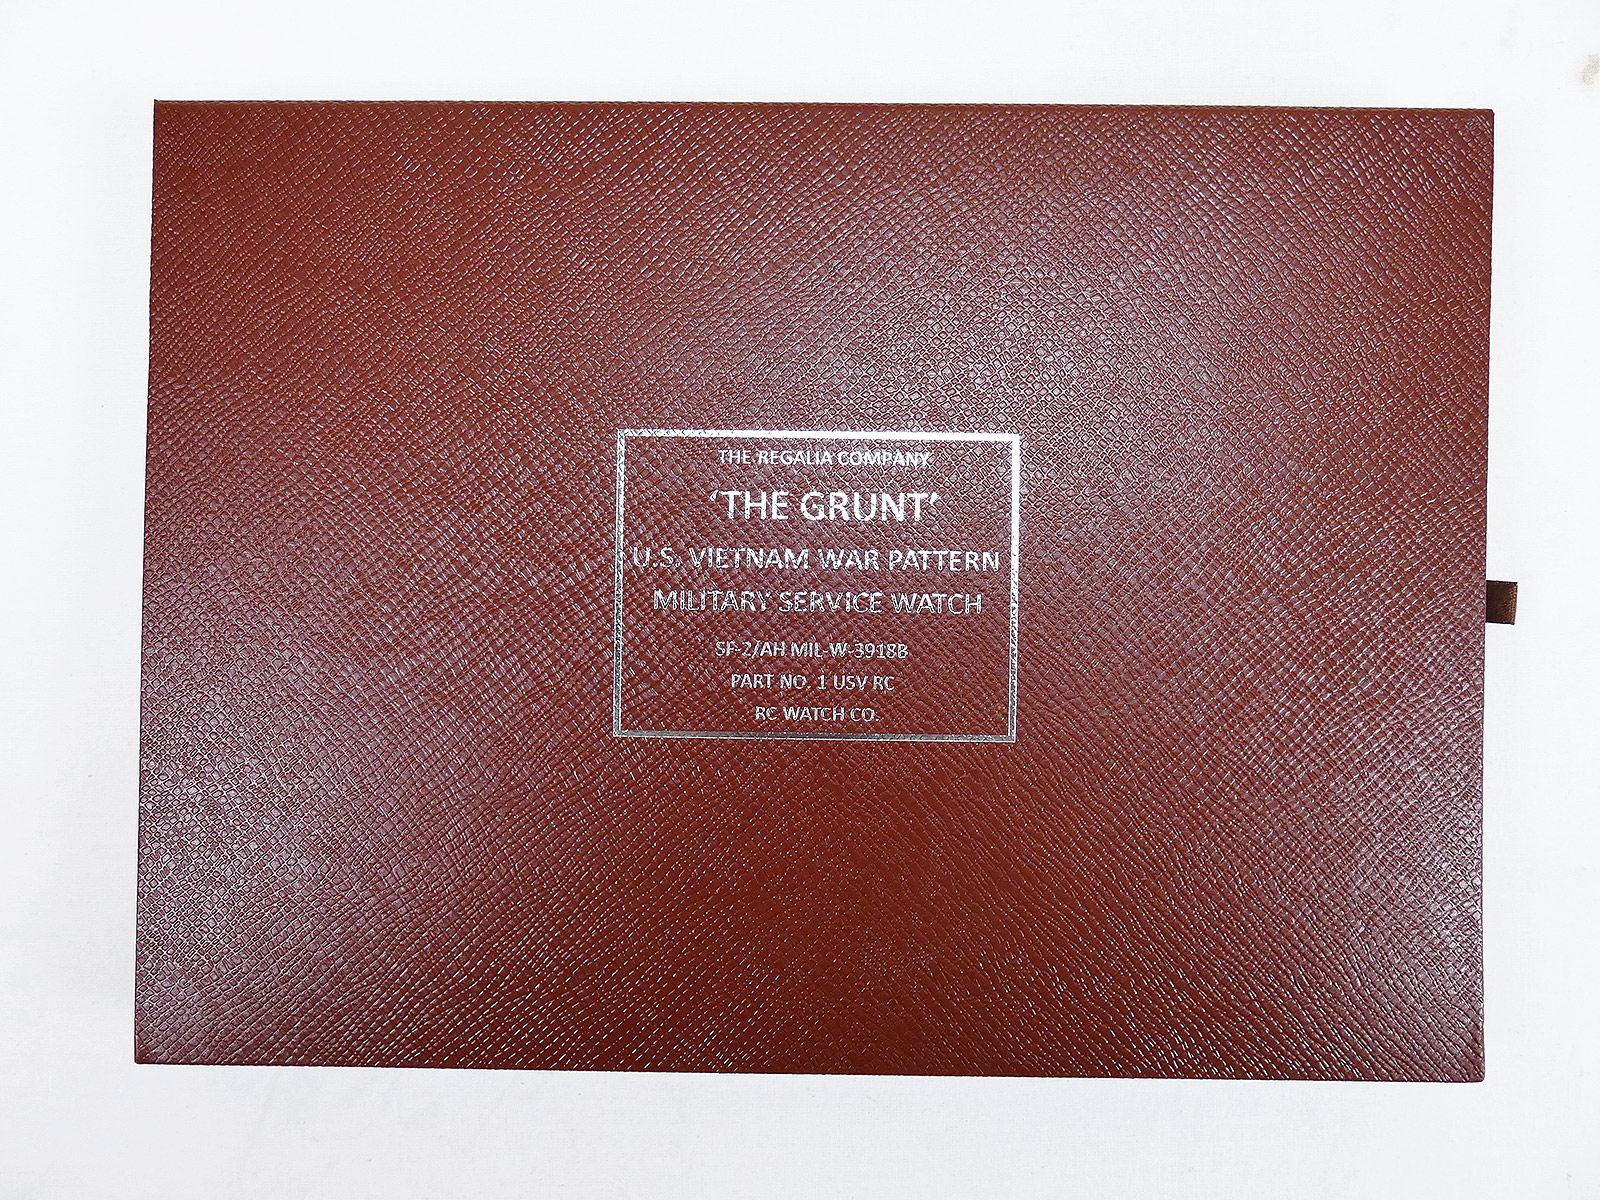 THE REGALIA COMPANY
‘THE GRUNT’
U.S. VIETNAM WAR PATTERN
MILITARY SERVICE WATCH
SF-2/AH MIL-W-3918B
PART NO. 1 USV RC
RC WATCH CO.